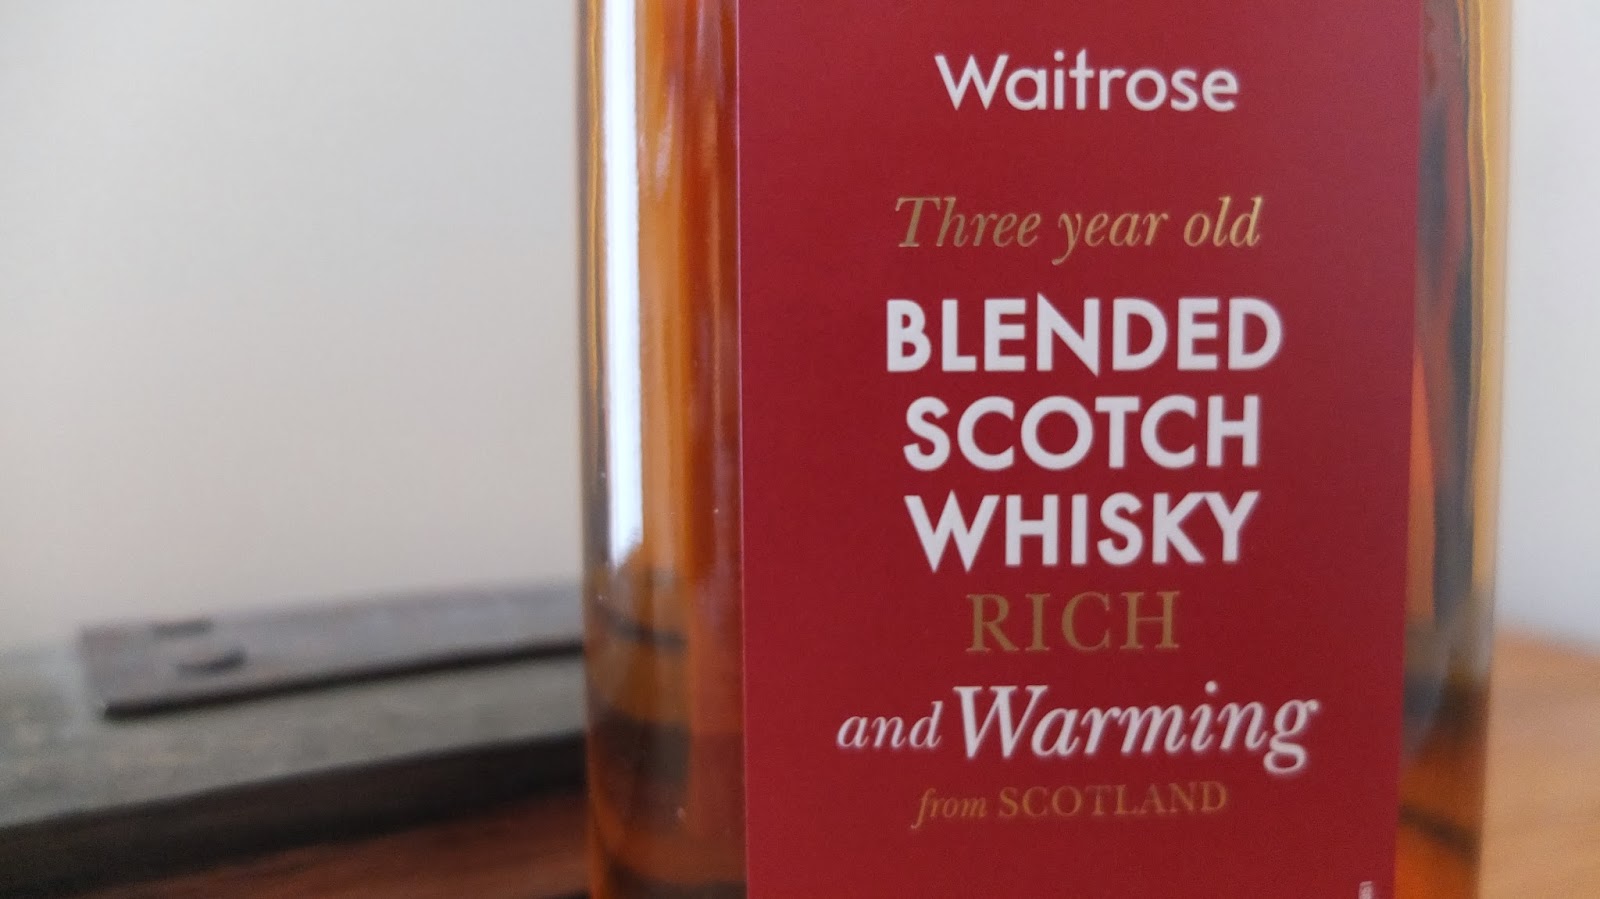 Waitrose
Three year old
BLENDED
SCOTCH
WHISKY
RICH
and Warming
from SCOTLAND